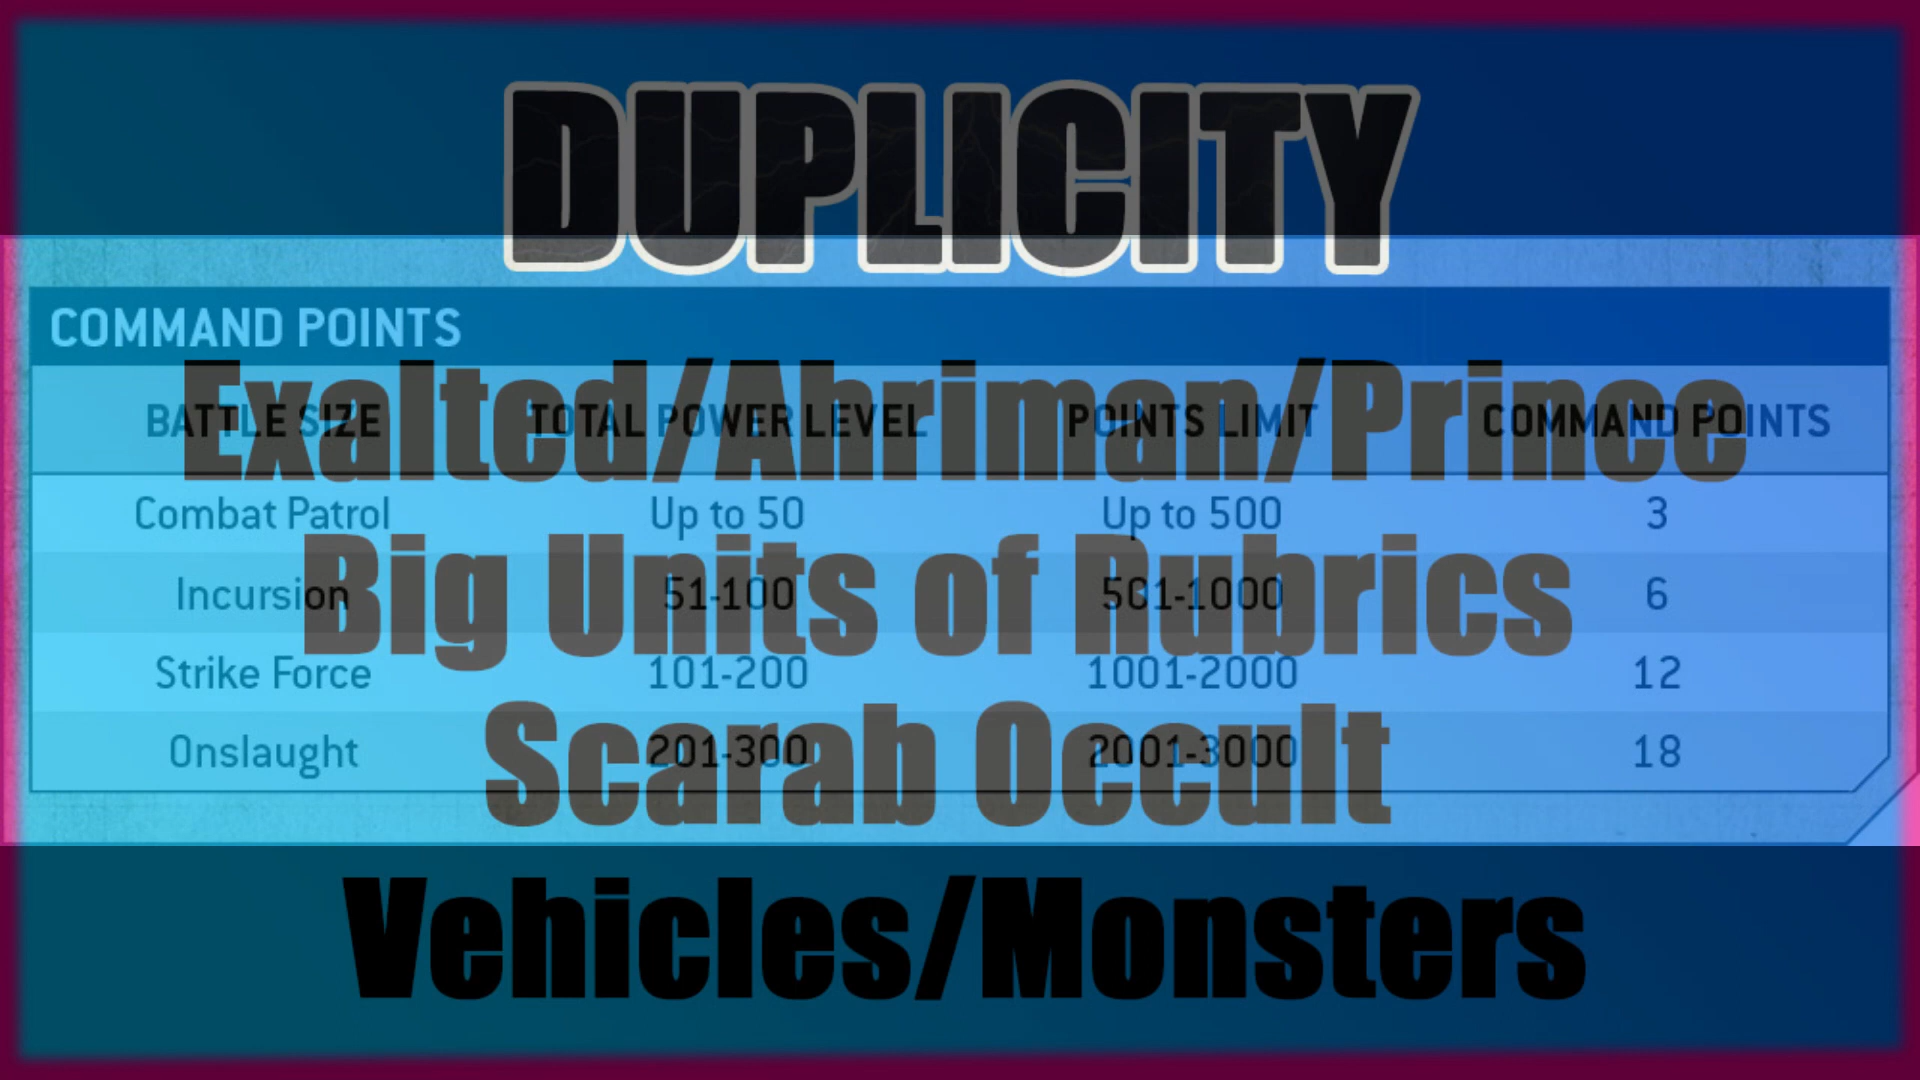 DUPLICITY
COMMAND POINTS
Exalted/Ahriman/Prince
BATTLE SIZE TOTAL POWER LEVEL POINTS LIMIT COMMAND POINTS
Combat Patrol Up to 50 Up to 500 3
Big Units of Rubrics
Incursion 51-100 501-1000 6
Strike Force 101-200 1001-2000 12
Scarab Occult
Onslaught 201-300 2001-3000 18
Vehicles/Monsters